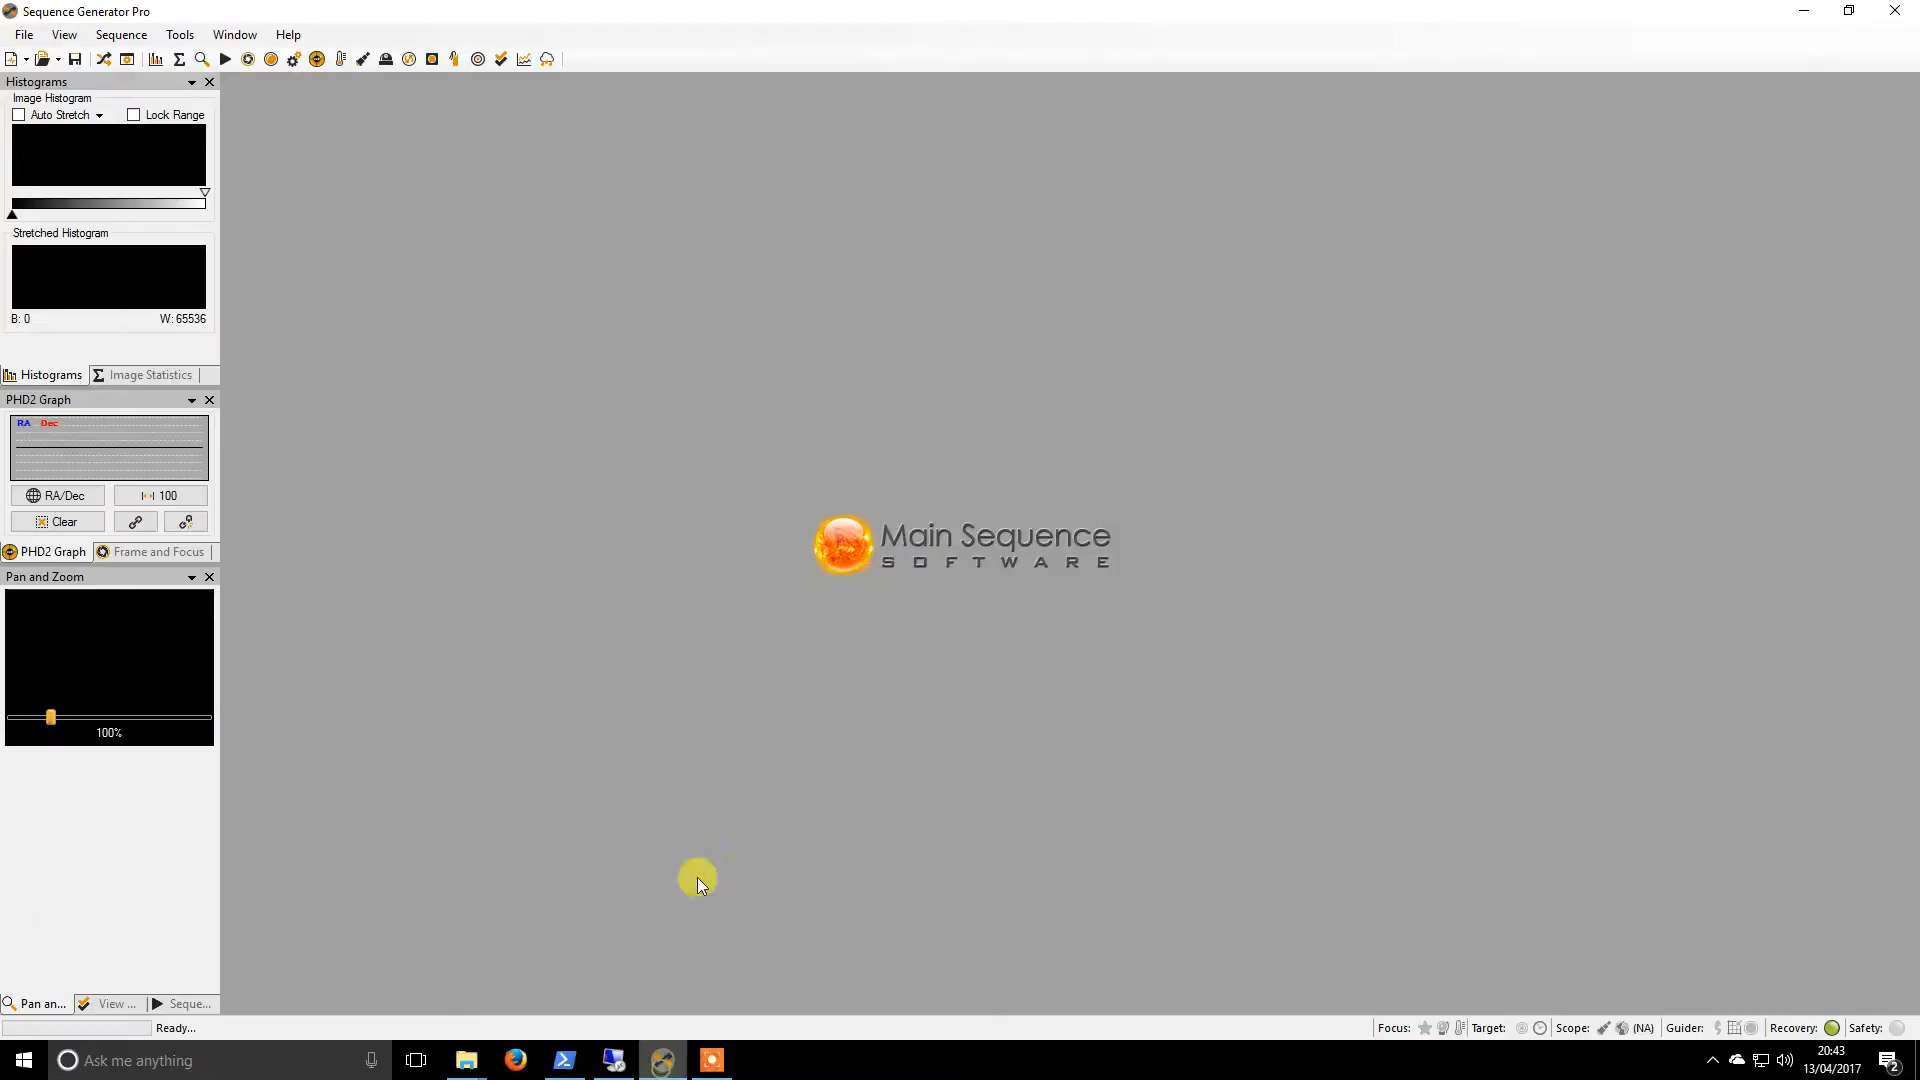 Sequence Generator Pro
File View Sequence Tools Window Help
Histograms
Image Histogram
Auto Stretch Lock Range
Stretched Histogram
B: 0 W: 65536
Histograms Image Statistics
PHD2 Graph
RA Dec
RA/Dec 100
Clear
PHD2 Graph Frame and Focus
Pan and Zoom
100%
Main Sequence
SOFTWARE
Pan an... View ... Seque...
Ready... Focus: Target: Scope: (NA) Guider: Recovery: Safety:
Ask me anything
20:43
13/04/2017
2